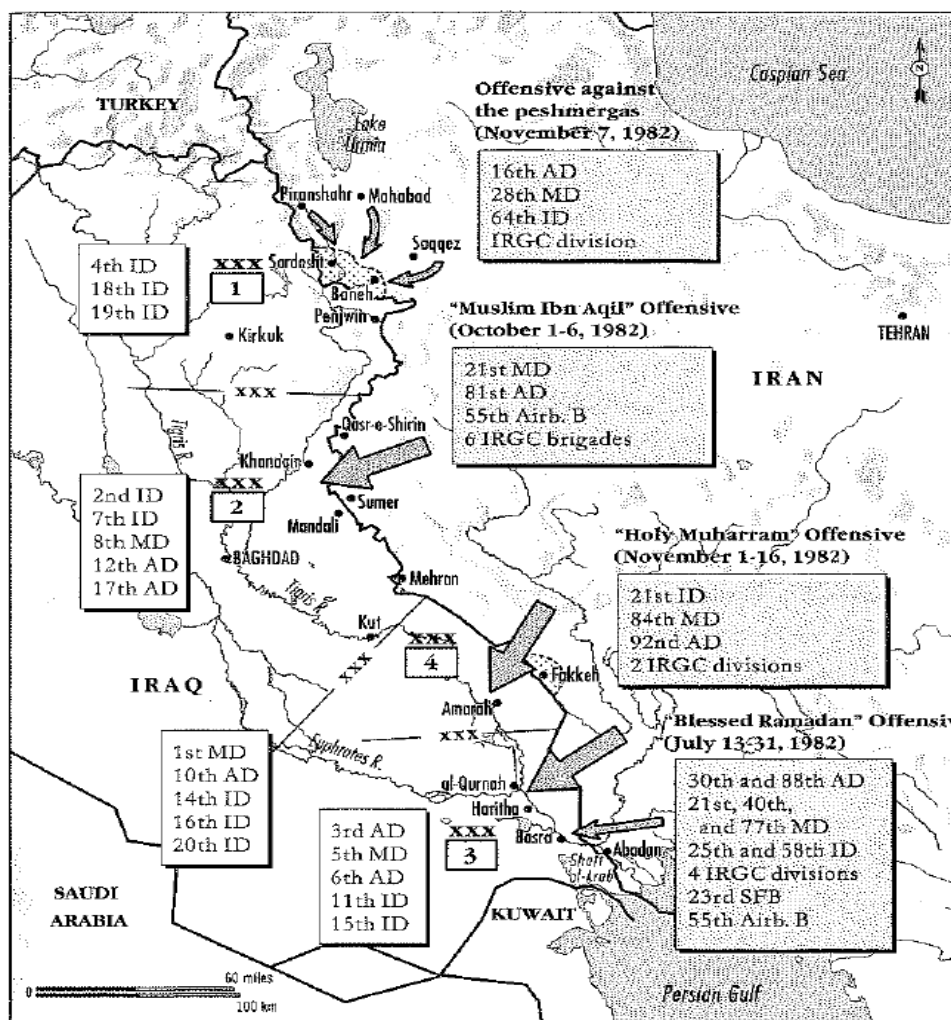 Caspian Sea
TURKEY
Lake
Urmia
Offensive against
the peshmergas
(November 7, 1982)
16th AD
28th MD
64th ID
IRGC division
Piranshahr
Mahabad
Saqqez
Sardasht
Baneh
Penjwin
4th ID
18th ID
19th ID
XXX
1
Kirkuk
"Muslim Ibn Aqil" Offensive
(October 1-6, 1982)
21st MD
81st AD
55th Airb. B
6 IRGC brigades
TEHRAN
IRAN
XXX
Tigris R.
Qasr-e-Shirin
Khanaqin
XXX
2
Sumer
Mandali
2nd ID
7th ID
8th MD
12th AD
17th AD
BAGHDAD
Tigris R.
Mehran
"Holy Muharram" Offensive
(November 1-16, 1982)
21st ID
84th MD
92nd AD
2 IRGC divisions
Kut
XXX
XXX
4
Fakkeh
IRAQ
Amarah
XXX
Euphrates R.
"Blessed Ramadan" Offensive
(July 13-31, 1982)
30th and 88th AD
21st, 40th,
and 77th MD
25th and 58th ID
4 IRGC divisions
23rd SFB
55th Airb. B
1st MD
10th AD
14th ID
16th ID
20th ID
al-Qurnah
Haritha
XXX
3
Basra
Abadan
Shatt
al-Arab
3rd AD
5th MD
6th AD
11th ID
15th ID
SAUDI
ARABIA
KUWAIT
60 miles
0
100 km
Persian Gulf